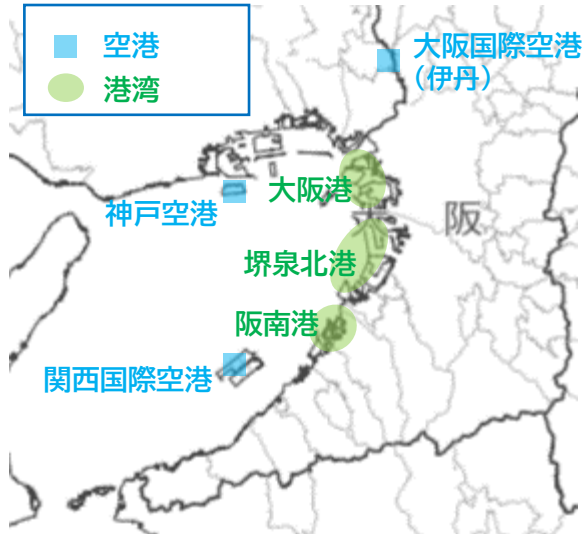 空港
港湾
大阪国際空港
（伊丹）
神戸空港
大阪港
阪
堺泉北港
阪南港
関西国際空港